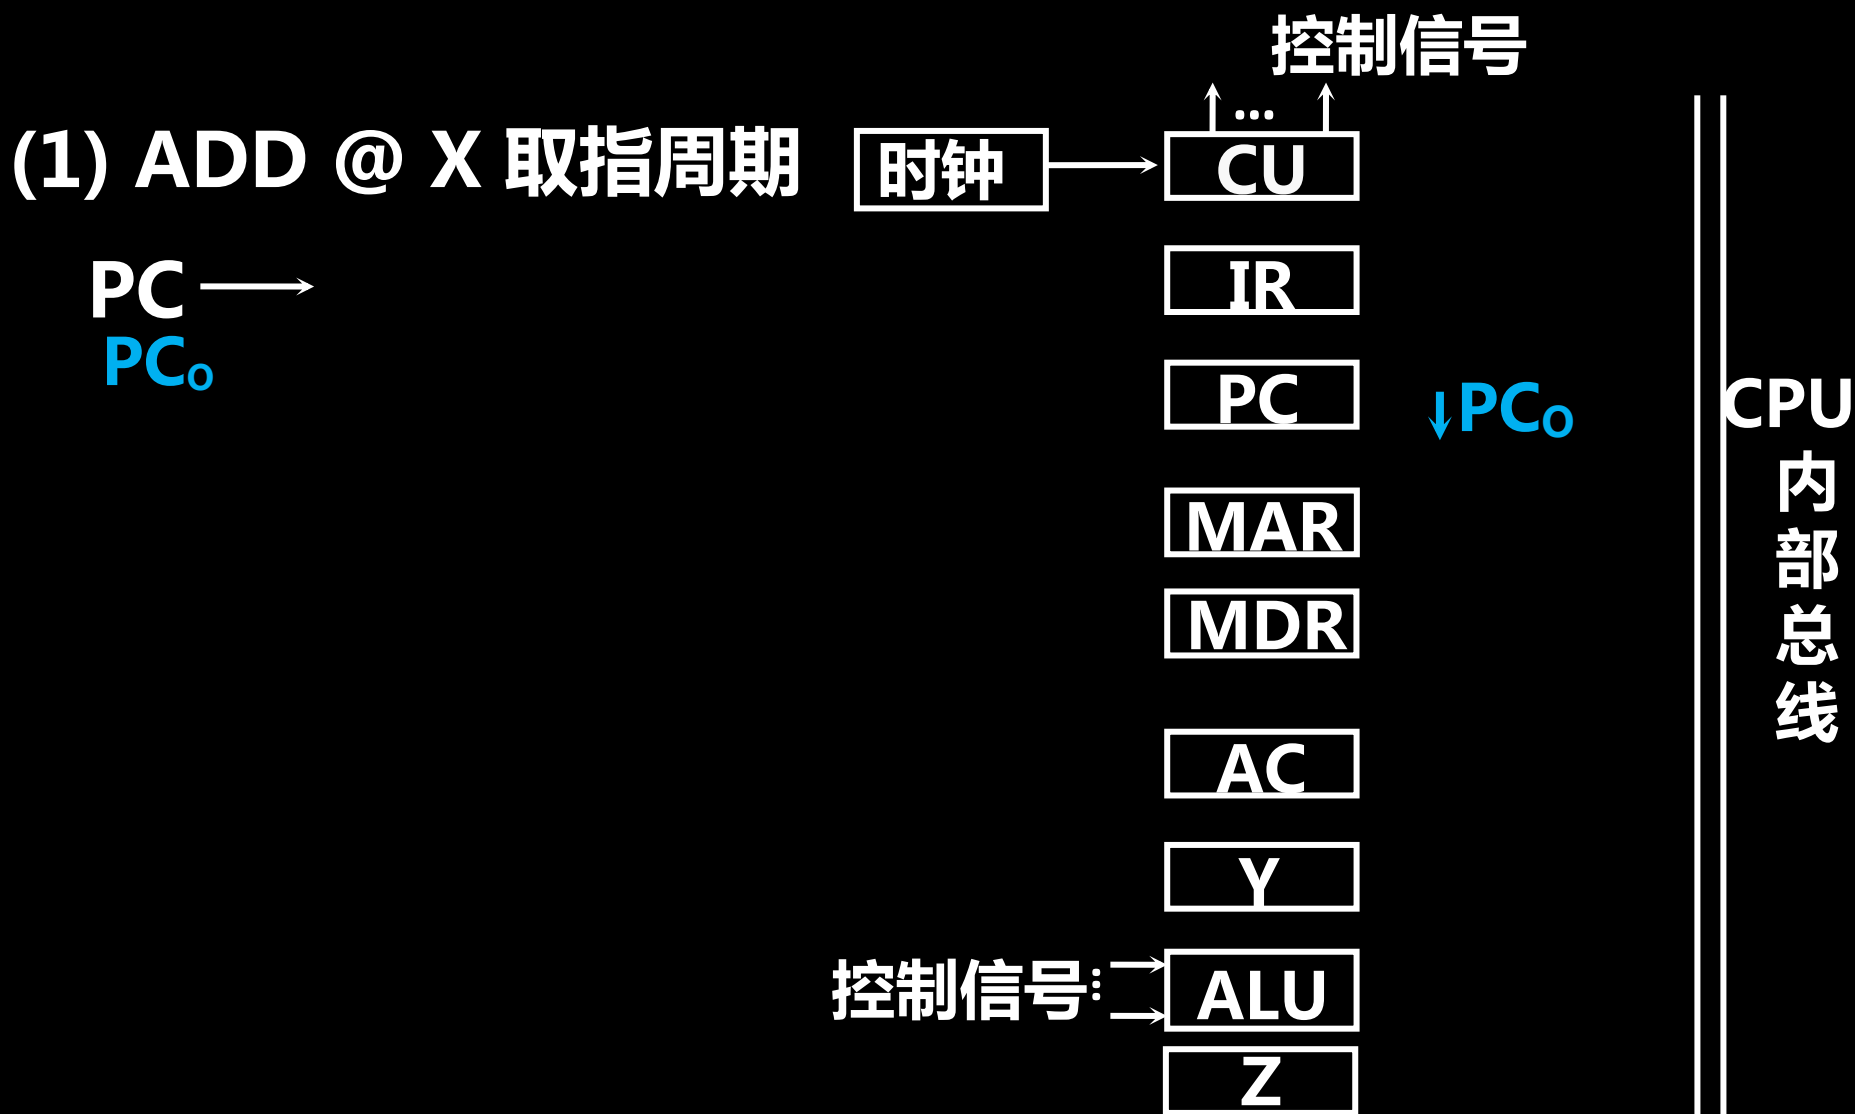 控制信号
(1) ADD @ X 取指周期
时钟
…
CU
PC
PCO
IR
PC
PCO
CPU
内
部
总
线
MAR
MDR
AC
Y
控制信号
ALU
Z